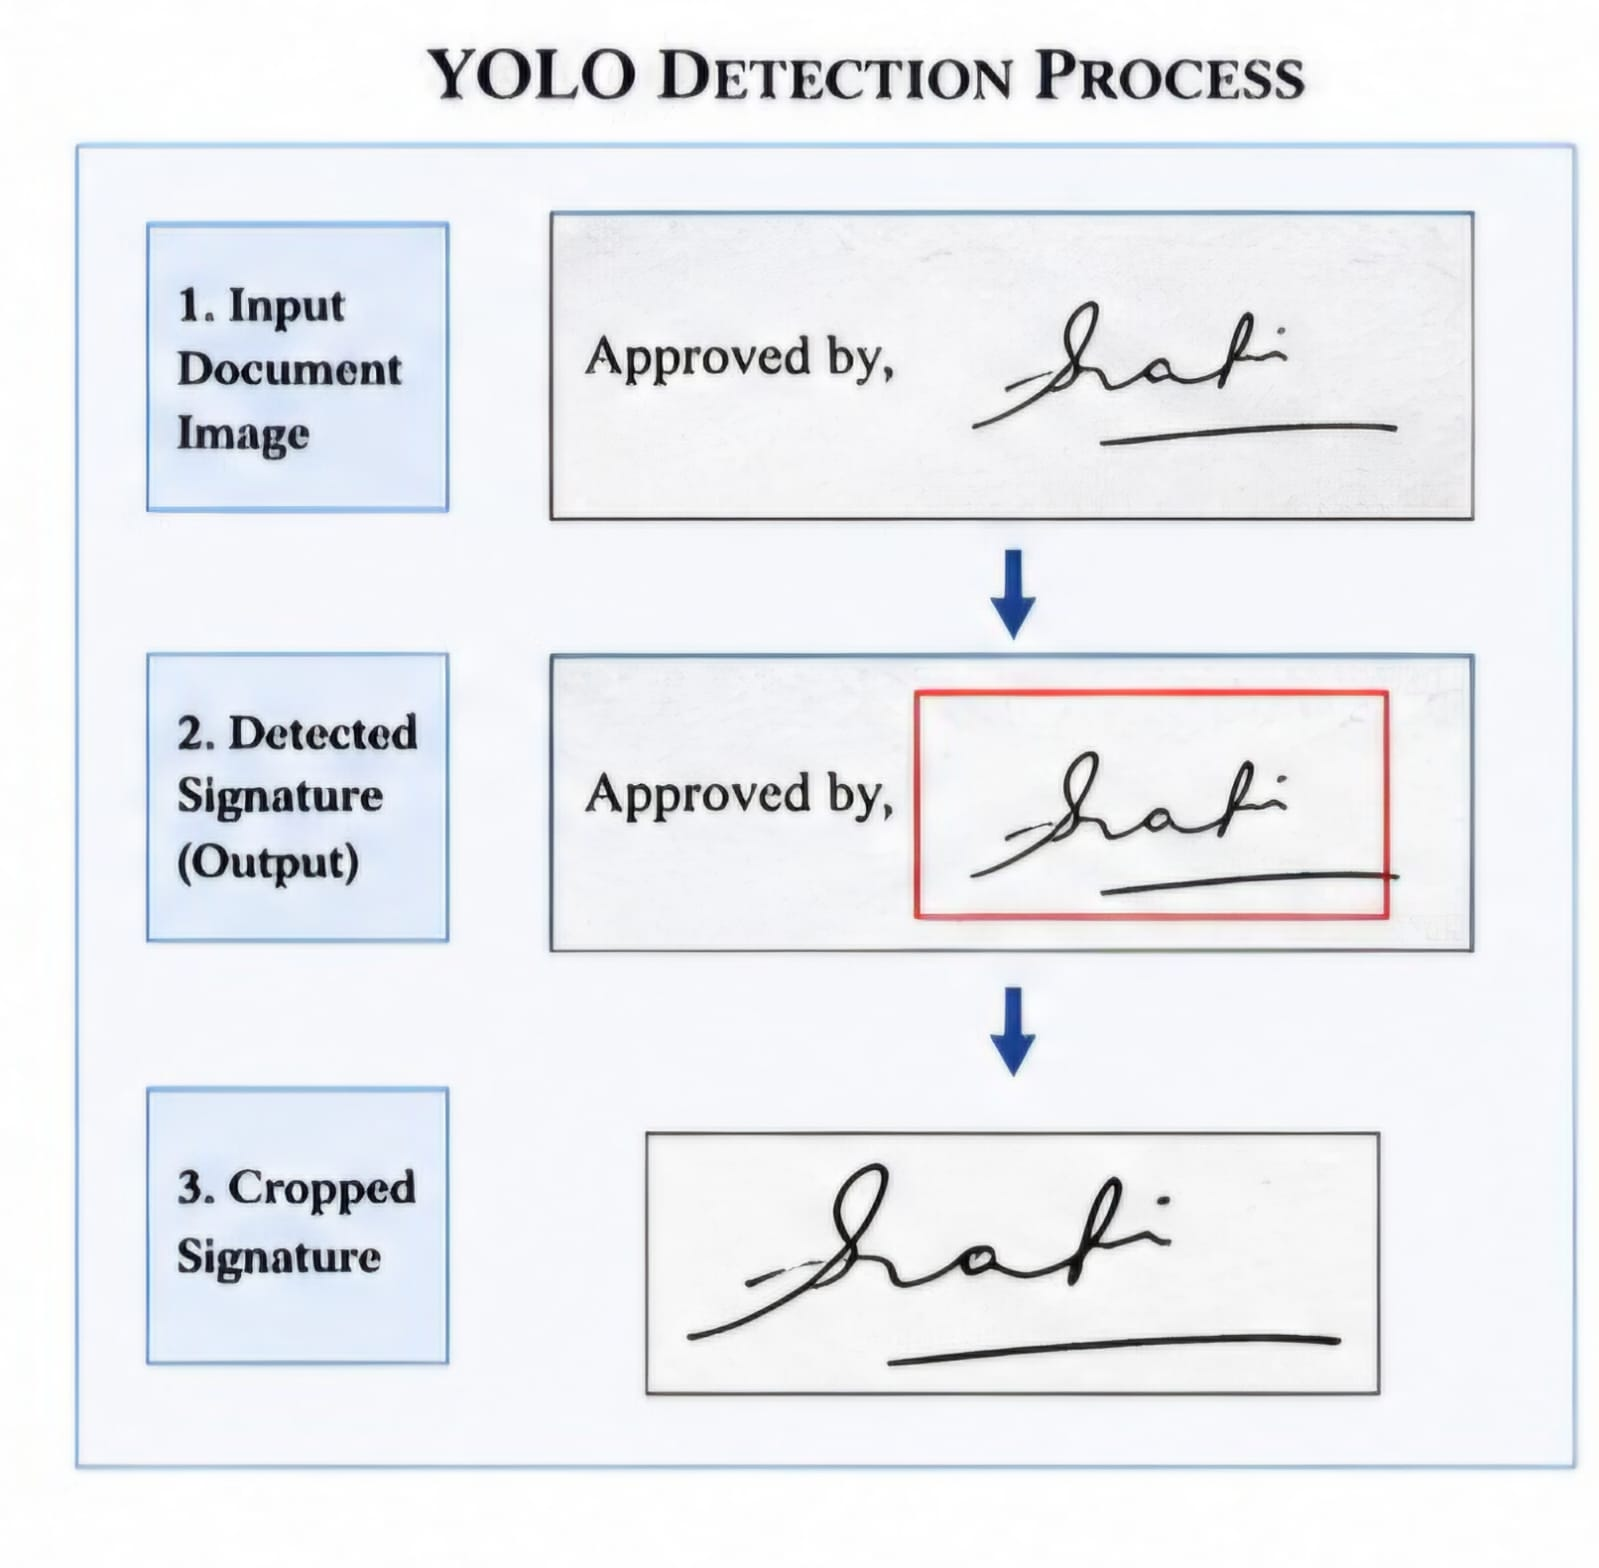 YOLO DETECTION PROCESS
1. Input
Document
Image
Approved by,
2. Detected
Signature
(Output)
Approved by,
3. Cropped
Signature